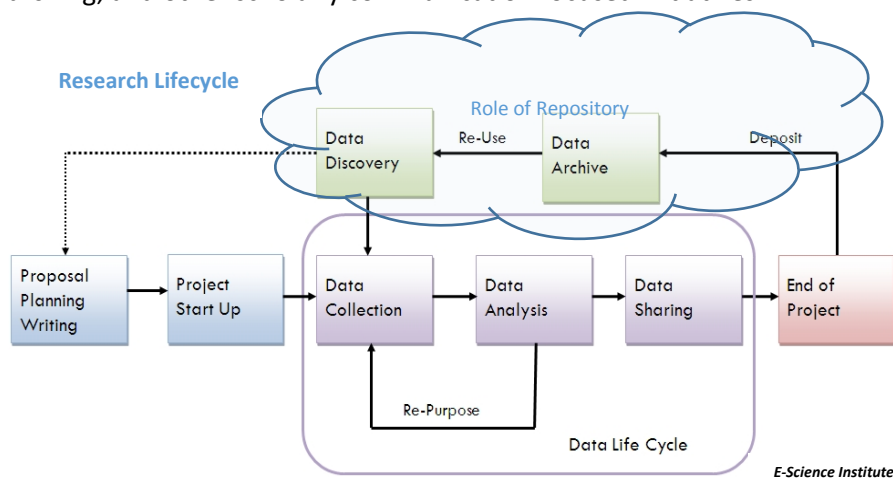 Research Lifecycle
Role of Repository
Data
Discovery
Re-Use
Data
Archive
Deposit
Proposal
Planning
Writing
Project
Start Up
Data
Collection
Data
Analysis
Data
Sharing
End of
Project
Re-Purpose
Data Life Cycle
E-Science Institute